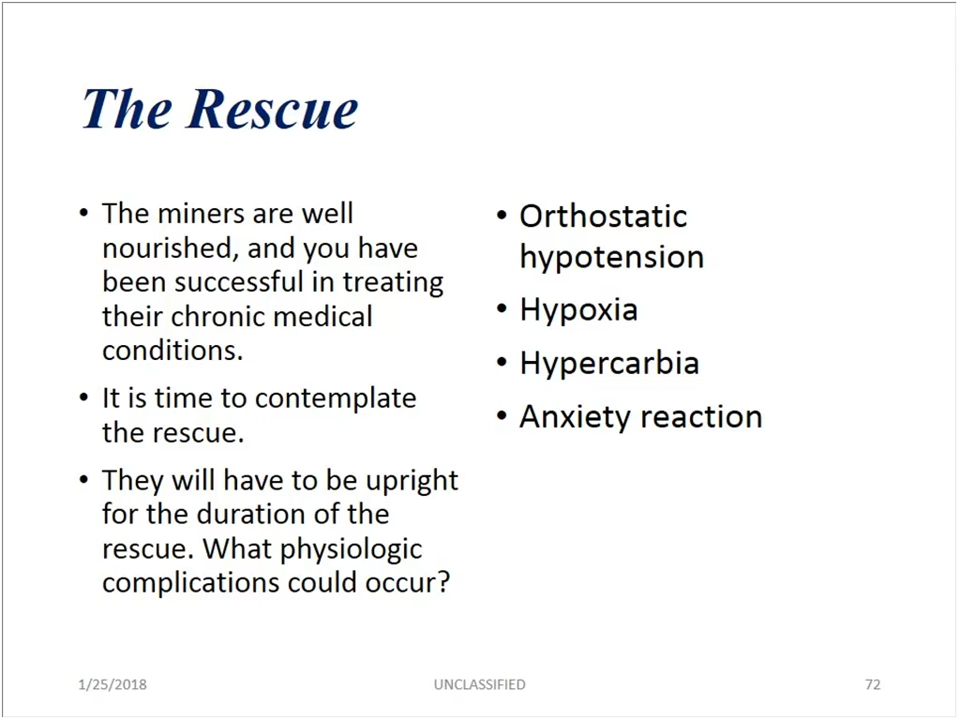 The Rescue
• The miners are well
nourished, and you have
been successful in treating
their chronic medical
conditions.
• It is time to contemplate
the rescue.
• They will have to be upright
for the duration of the
rescue. What physiologic
complications could occur?
• Orthostatic
hypotension
• Hypoxia
• Hypercarbia
• Anxiety reaction
1/25/2018
UNCLASSIFIED
72